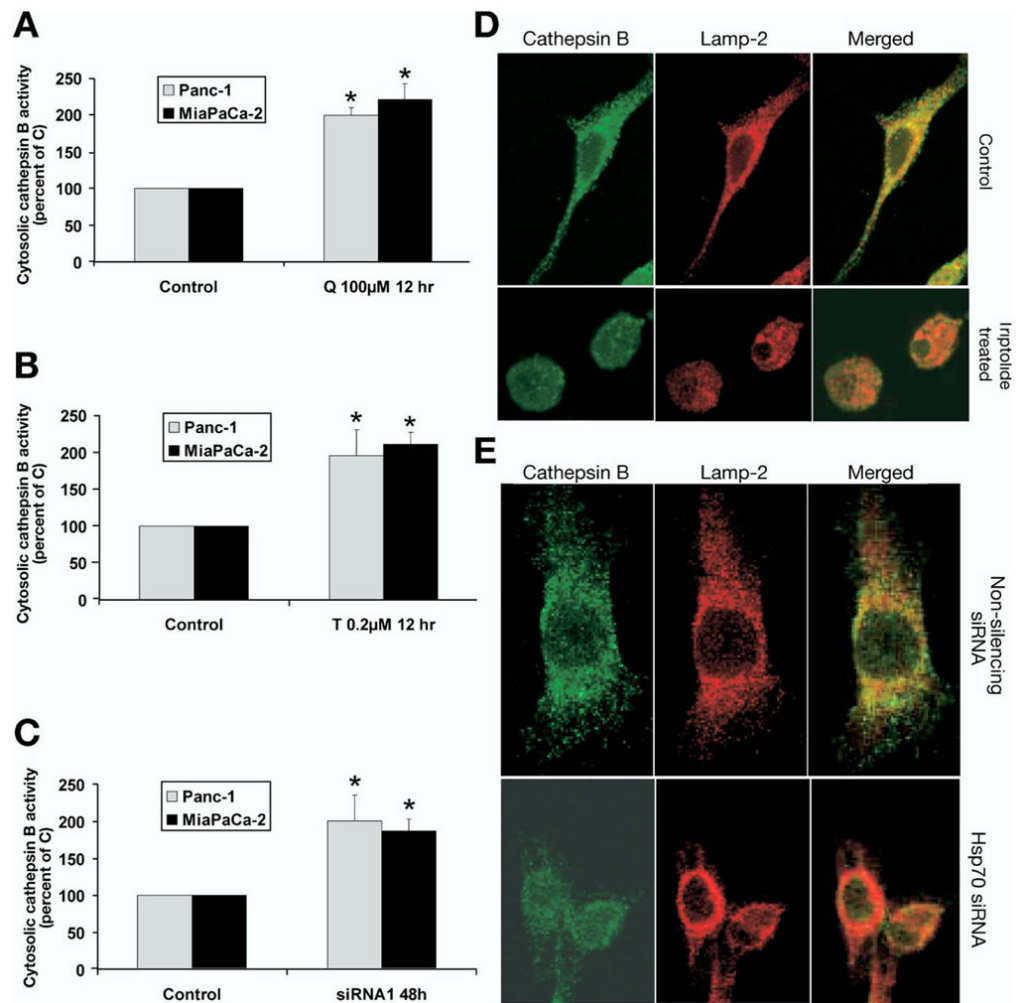 A
Cytosolic cathepsin B activity
(percent of C)
250
200
150
100
50
0
Panc-1
MiaPaCa-2
*
*
Control
Q 100µM 12 hr
B
Cytosolic cathepsin B activity
(percent of C)
250
200
150
100
50
0
Panc-1
MiaPaCa-2
*
*
Control
T 0.2µM 12 hr
C
Cytosolic cathepsin B activity
(percent of C)
250
200
150
100
50
0
Panc-1
MiaPaCa-2
*
*
Control
siRNA1 48h
D
Cathepsin B
Lamp-2
Merged
Control
Iriptolide
treated
E
Cathepsin B
Lamp-2
Merged
Non-silencing
siRNA
Hsp70 siRNA